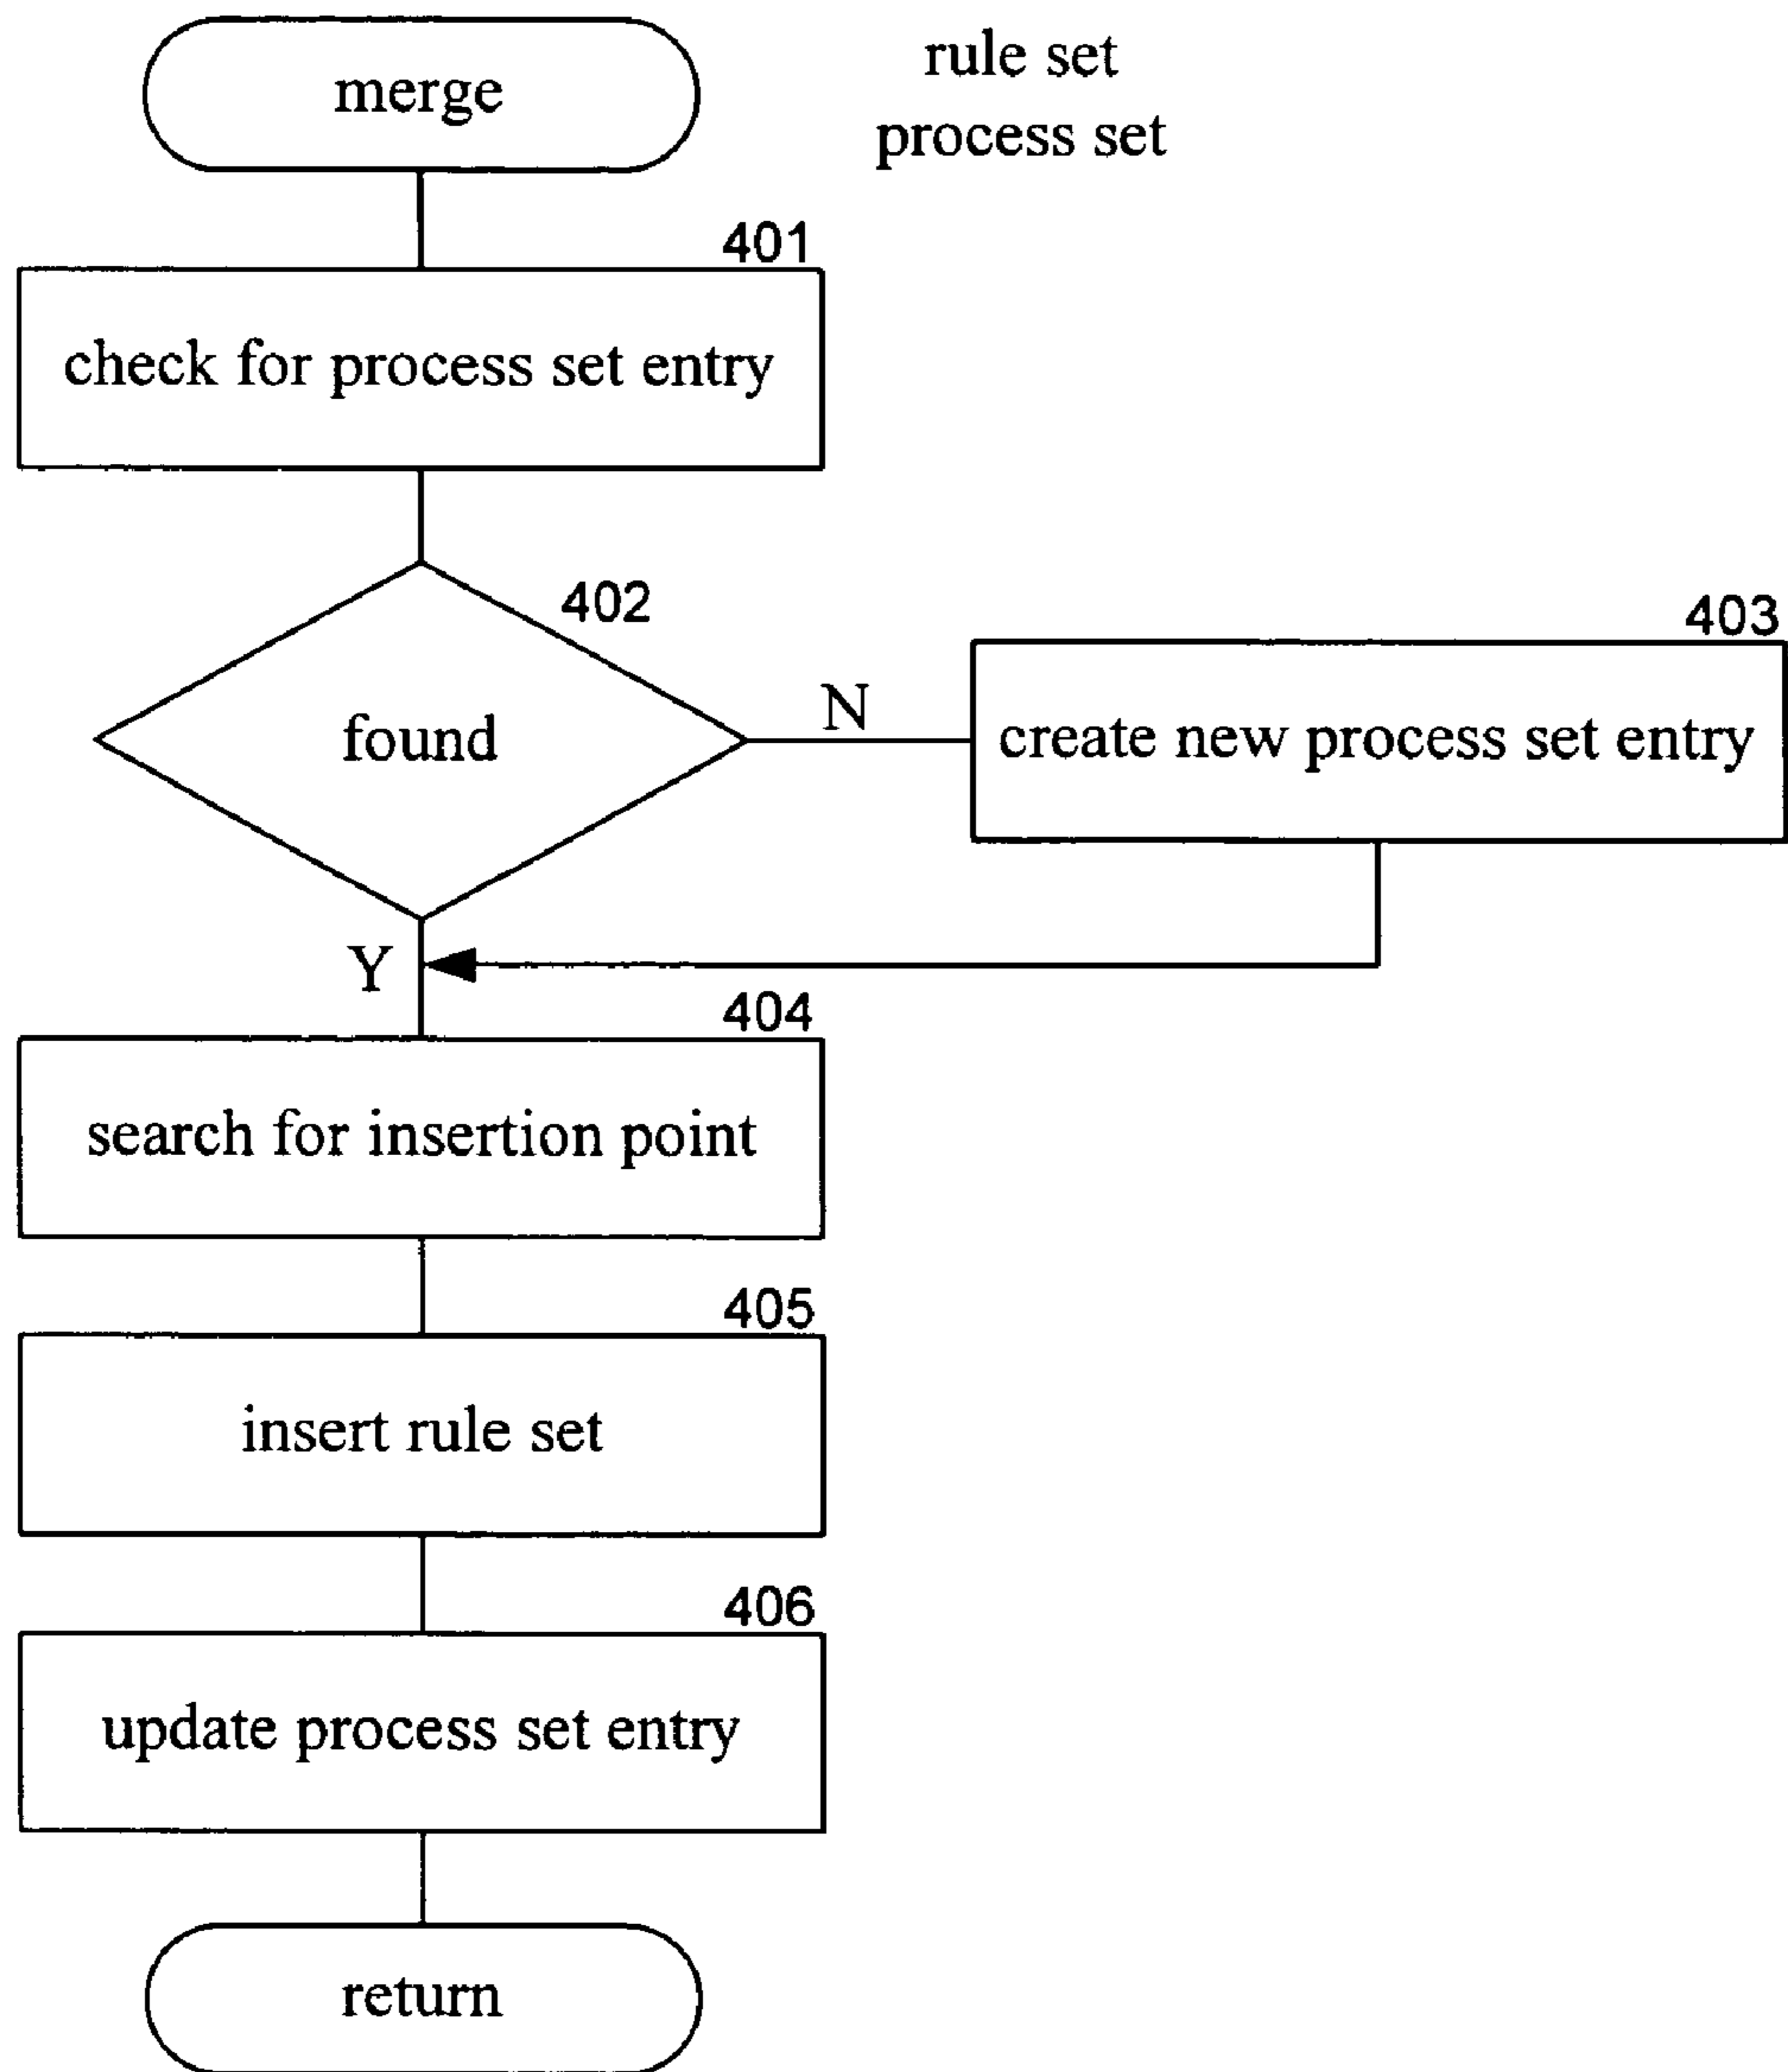 merge
rule set
process set
401
check for process set entry
402
found
N
403
create new process set entry
Y
404
search for insertion point
405
insert rule set
406
update process set entry
return